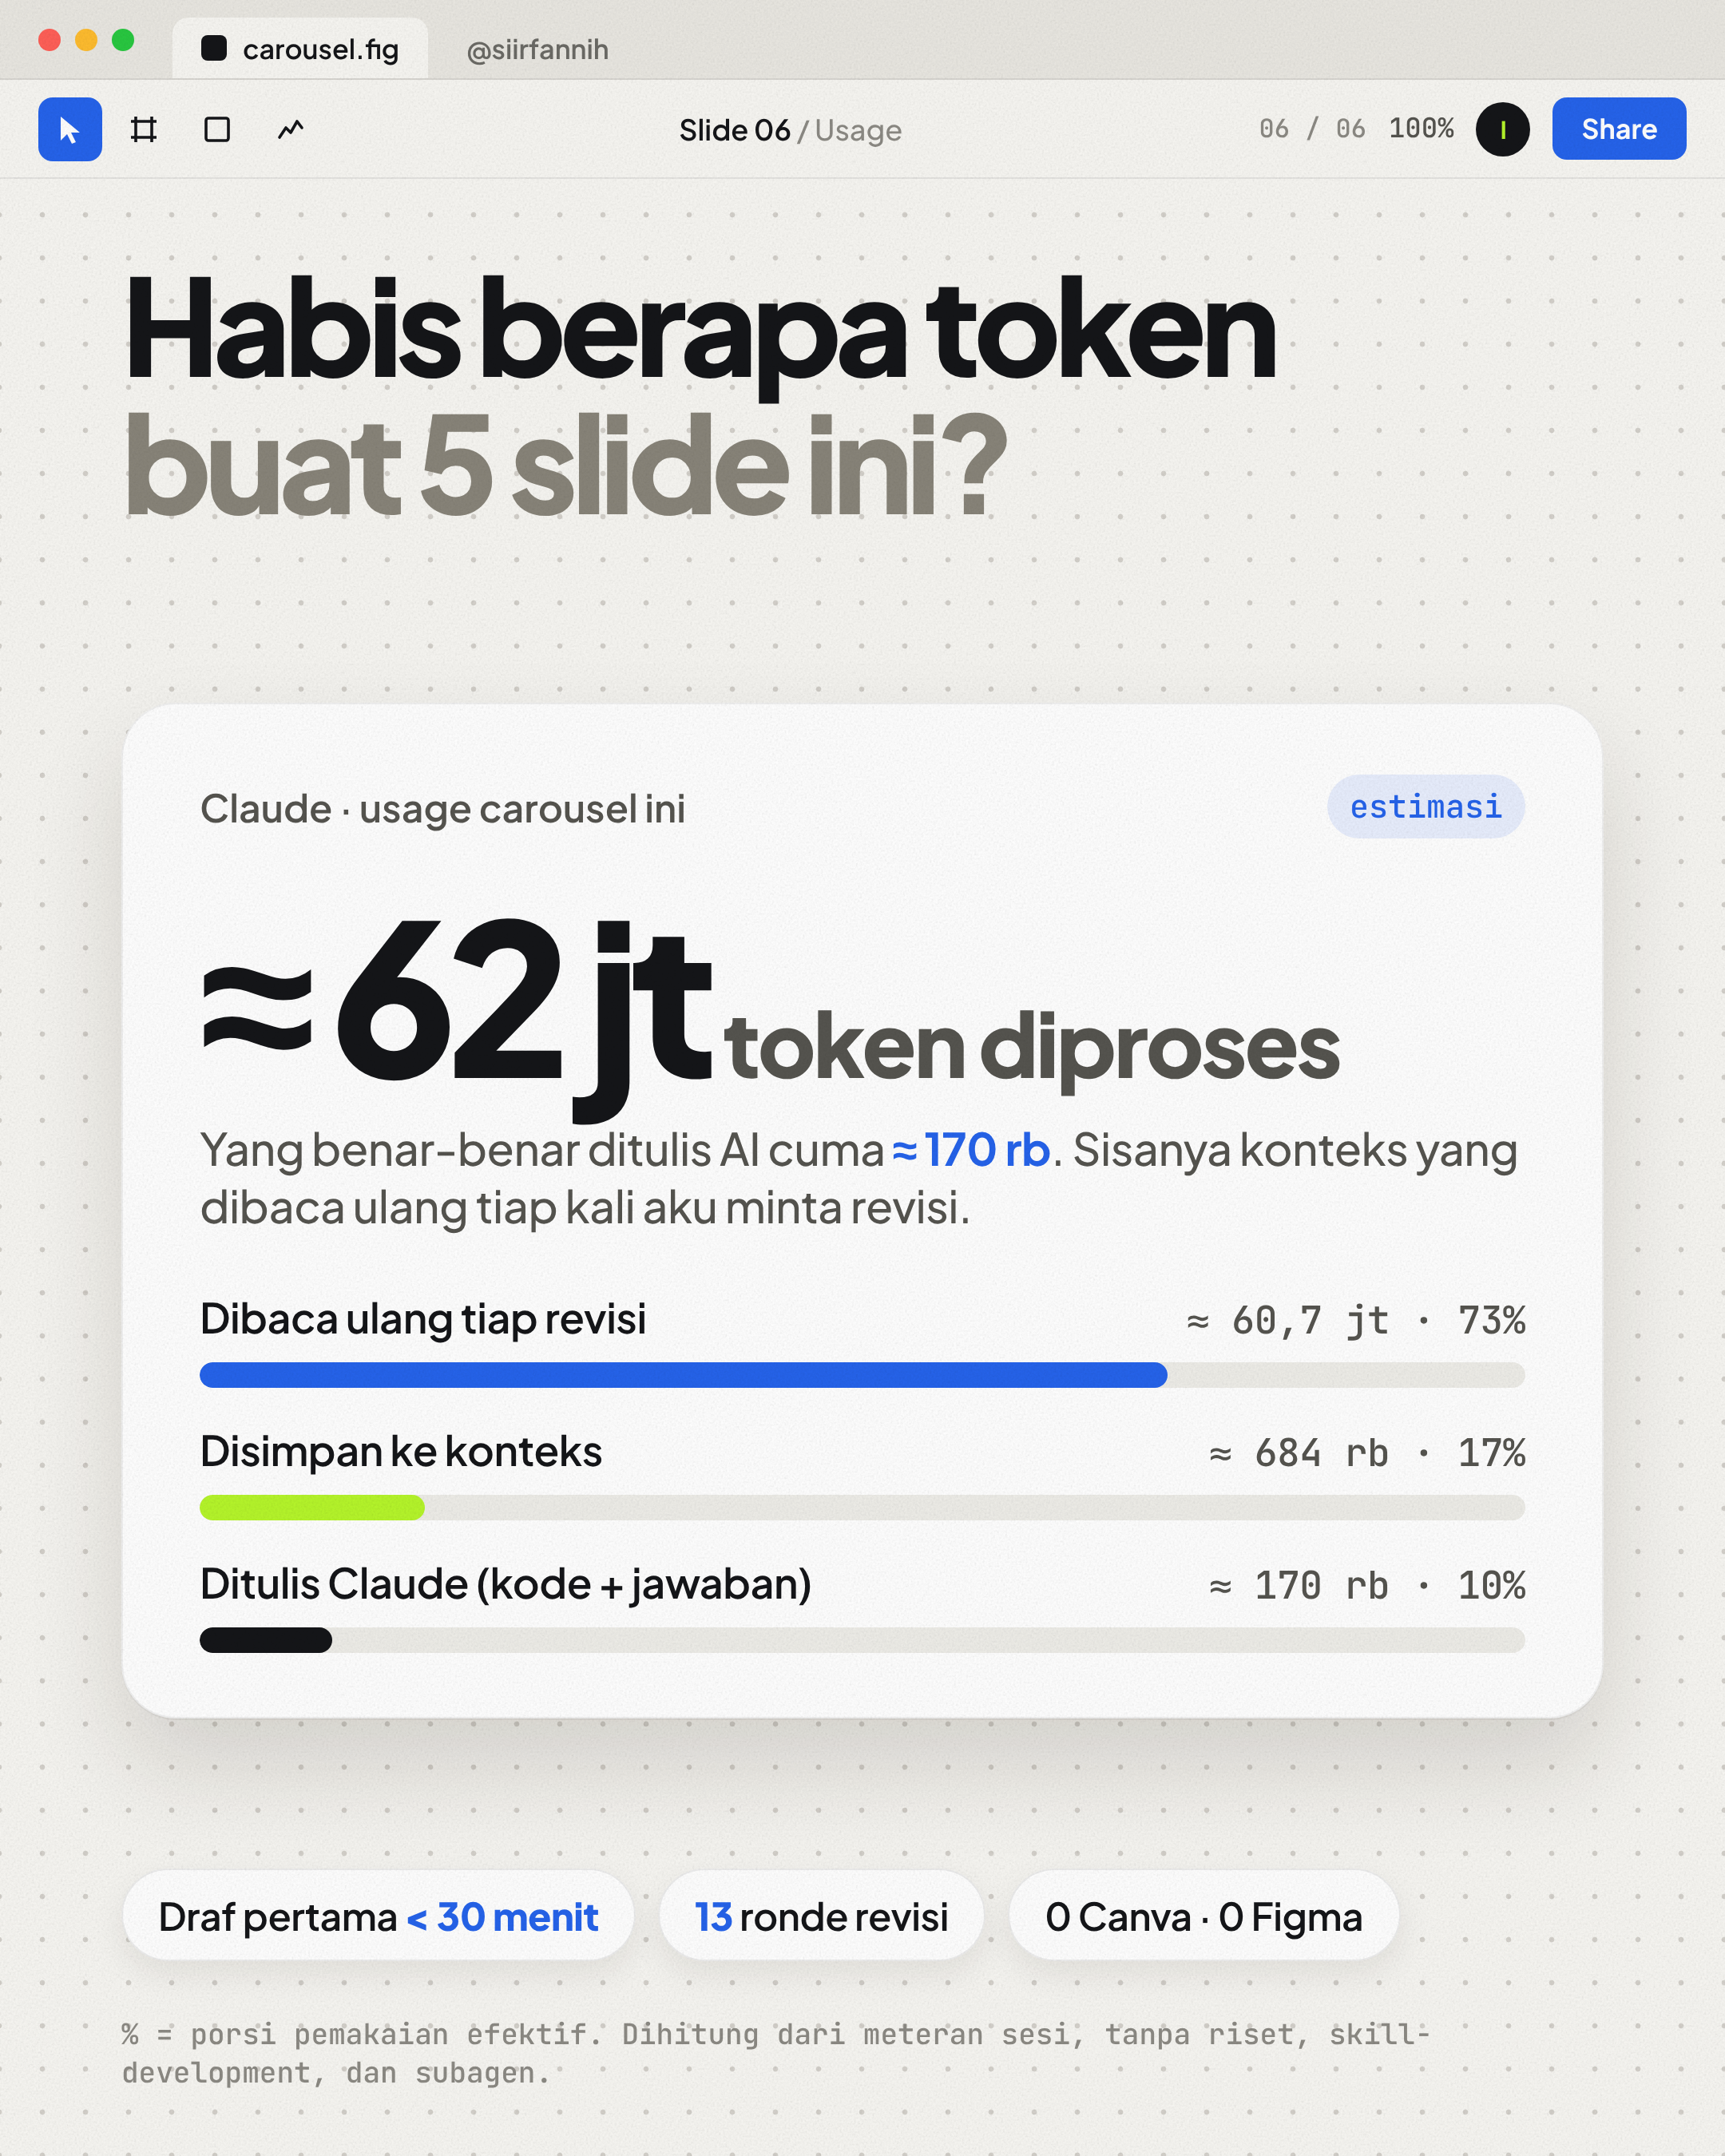 carousel.fig
@siirfannih
Slide 06 / Usage
06 / 06
100%
I
Share
Habis berapa token
buat 5 slide ini?
Claude · usage carousel ini
estimasi
≈ 62 jt token diproses
Yang benar-benar ditulis AI cuma ≈ 170 rb. Sisanya konteks yang
dibaca ulang tiap kali aku minta revisi.
Dibaca ulang tiap revisi
≈ 60,7 jt · 73%
Disimpan ke konteks
≈ 684 rb · 17%
Ditulis Claude (kode + jawaban)
≈ 170 rb · 10%
Draf pertama < 30 menit
13 ronde revisi
0 Canva · 0 Figma
% = porsi pemakaian efektif. Dihitung dari meteran sesi, tanpa riset, skill-
development, dan subagen.